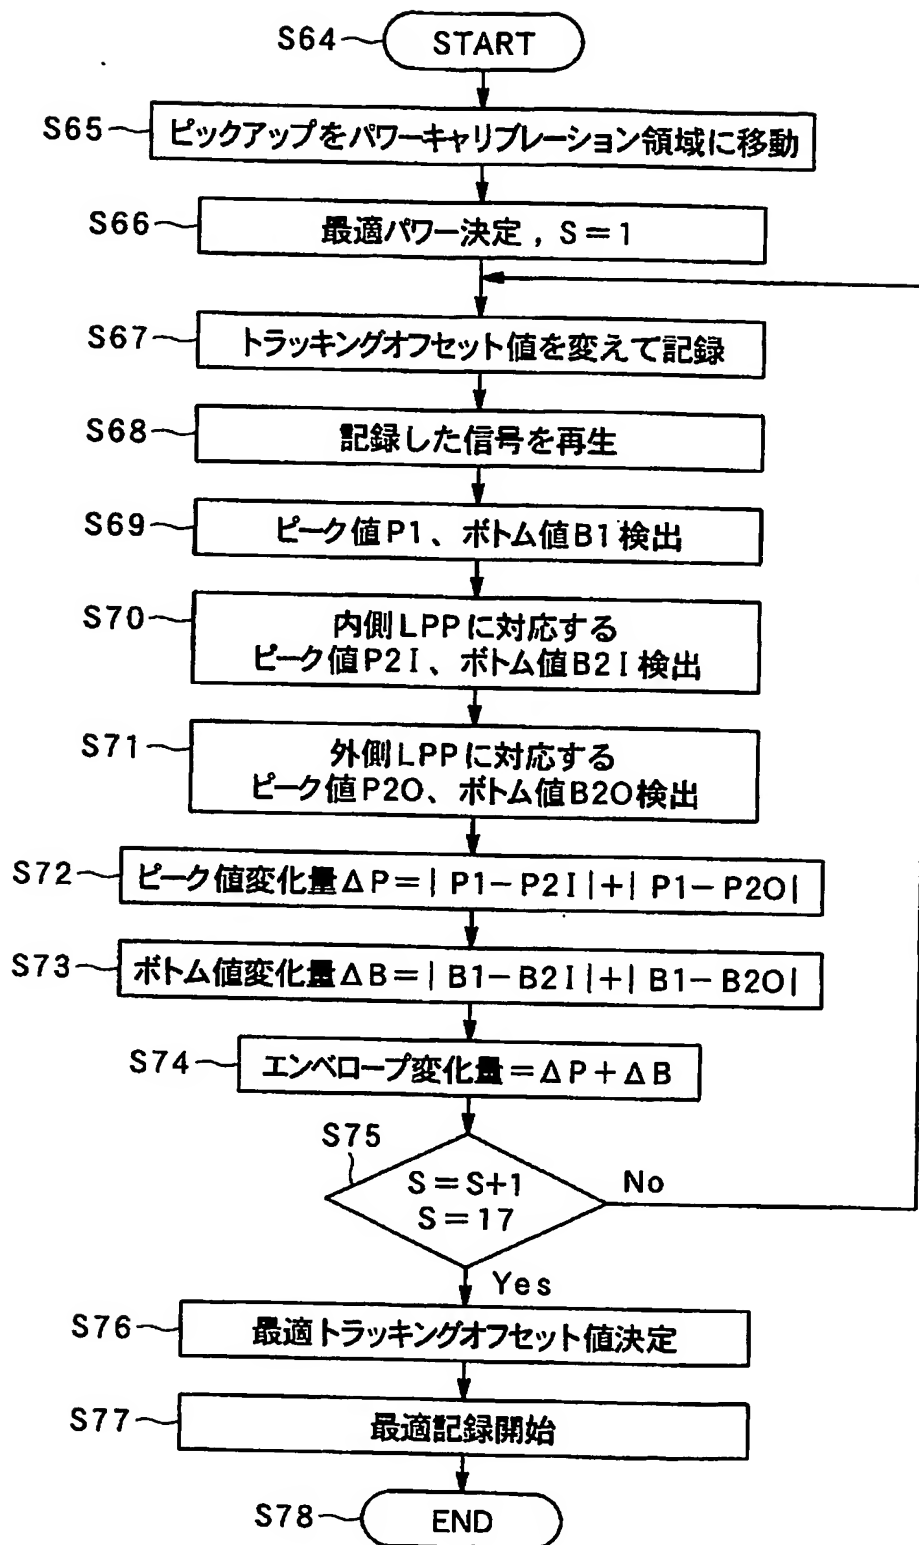 S64
START
S65
ピックアップをパワーキャリブレーション領域に移動
S66
最適パワー決定 , S=1
S67
トラッキングオフセット値を変えて記録
S68
記録した信号を再生
S69
ピーク値P1、ボトム値B1検出
S70
内側LPPに対応する
ピーク値P2I、ボトム値B2I検出
S71
外側LPPに対応する
ピーク値P2O、ボトム値B2O検出
S72
ピーク値変化量ΔP=|P1-P2I|+|P1-P2O|
S73
ボトム値変化量ΔB=|B1-B2I|+|B1-B2O|
S74
エンベロープ変化量=ΔP+ΔB
S75
S=S+1
S=17
No
Yes
S76
最適トラッキングオフセット値決定
S77
最適記録開始
S78
END